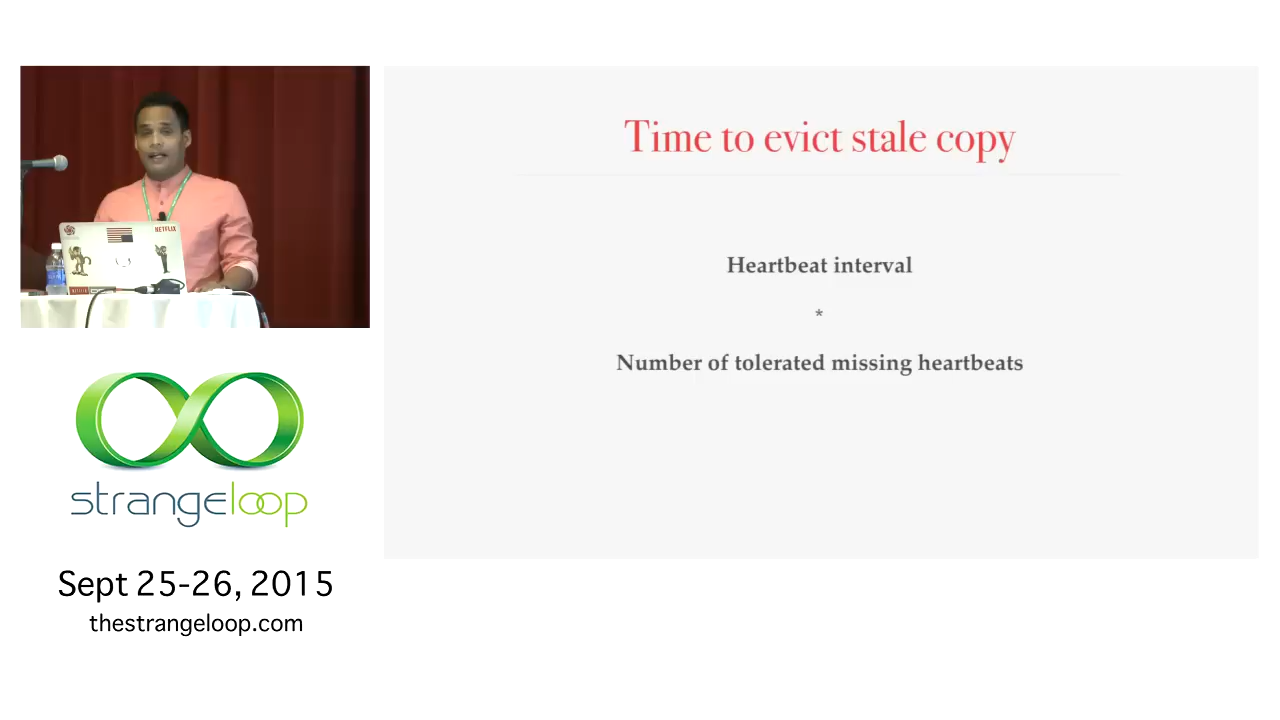 Time to evict stale copy
Heartbeat interval
*
Number of tolerated missing heartbeats
NETFLIX
NETFLIX
strangeloop
Sept 25-26, 2015
thestrangeloop.com